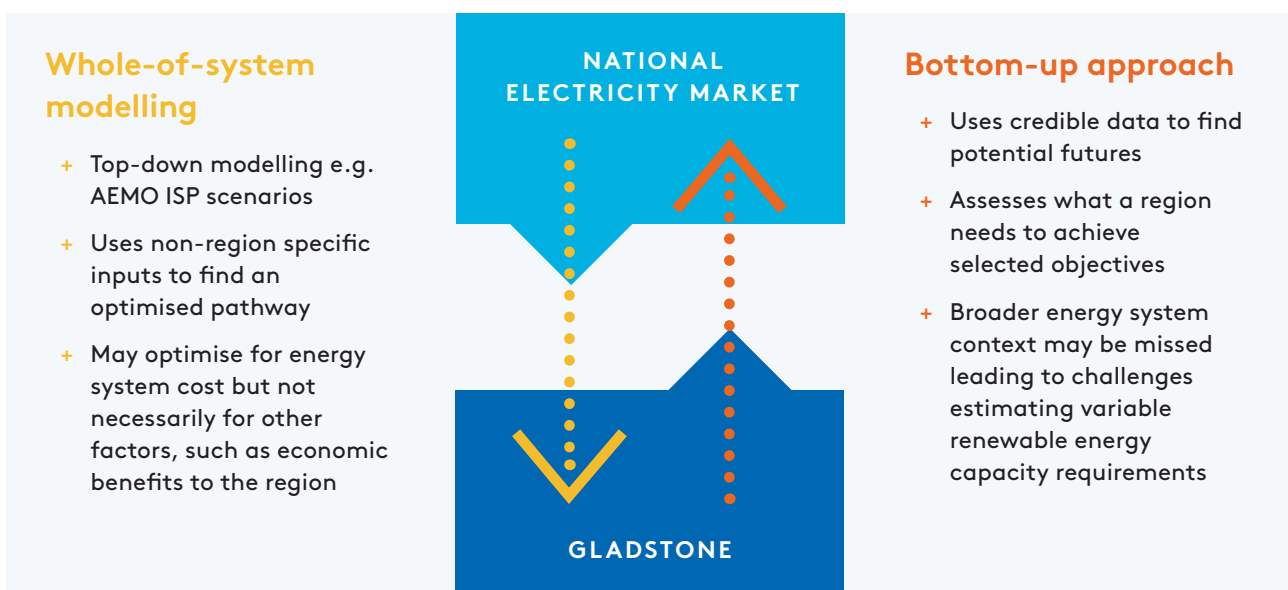 Whole-of-system
modelling
+ Top-down modelling e.g.
AEMO ISP scenarios
+ Uses non-region specific
inputs to find an
optimised pathway
+ May optimise for energy
system cost but not
necessarily for other
factors, such as economic
benefits to the region
NATIONAL
ELECTRICITY MARKET
GLADSTONE
Bottom-up approach
+ Uses credible data to find
potential futures
+ Assesses what a region
needs to achieve
selected objectives
+ Broader energy system
context may be missed
leading to challenges
estimating variable
renewable energy
capacity requirements